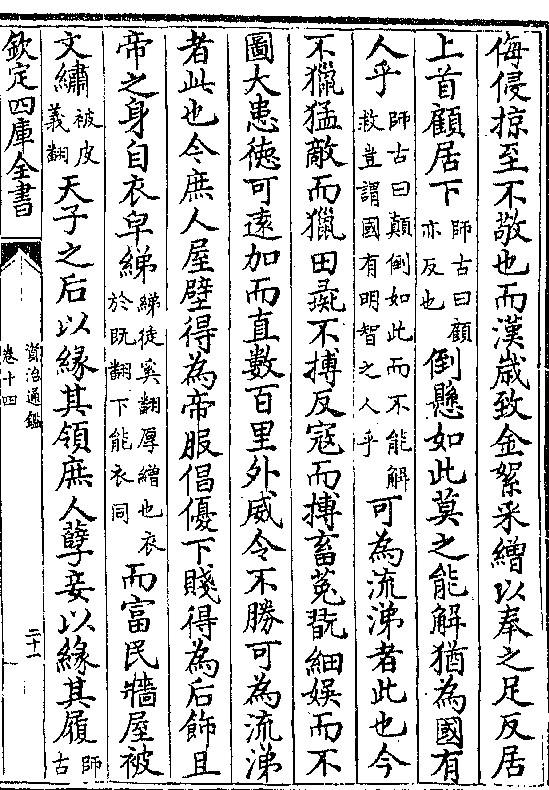 侮侵掠至不敬也而漢歲致金絮采繒以奉之足反居
上首顧居下師古曰顧亦反也倒懸如此莫之能解猶為國有
人乎師古曰顛倒如此而不能解救豈謂國有明智之人乎可為流涕者此也今
不獵猛敵而獵田彘不搏反寇而搏畜菟翫細娛而不
圖大患徳可逺加而直數百里外威令不勝可為流涕
者此也今庶人屋壁得為帝服倡優下賤得為后飾且
帝之身自衣皁綈綈徒奚翻厚繒也衣於既翻下能衣同而富民牆屋被
文繡被皮義翻天子之后以緣其領庶人孽妾以緣其履師古
欽定四庫全書
資治通鑑
卷十四
二十一